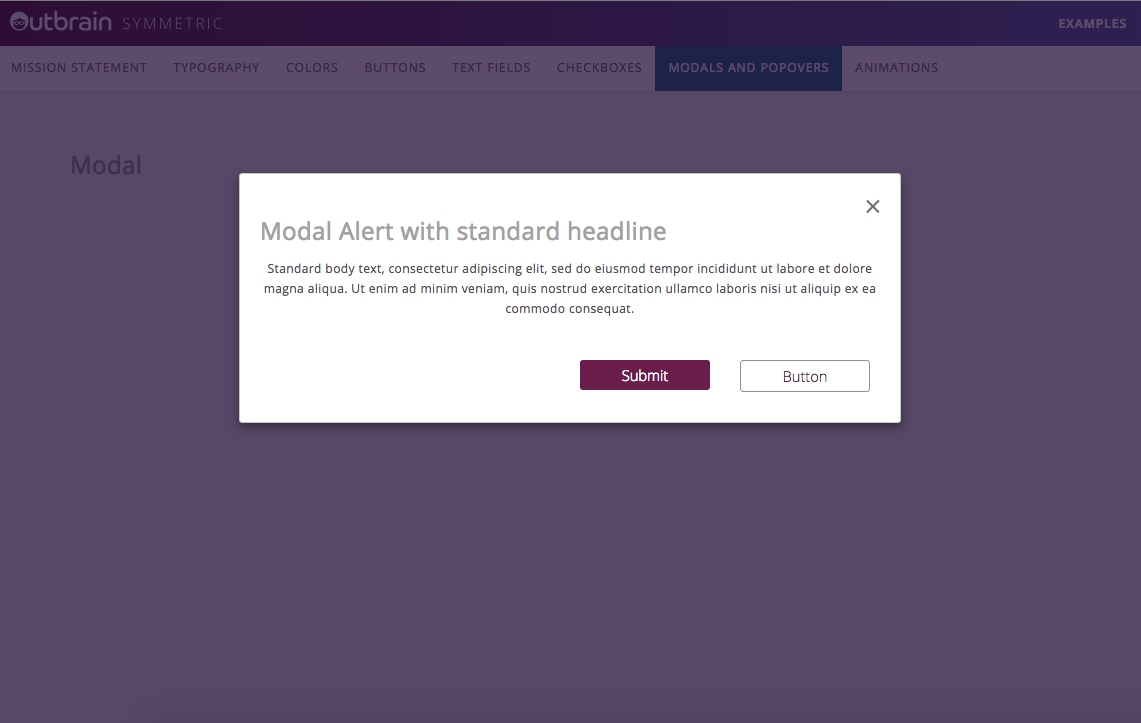 Outbrain SYMMETRIC EXAMPLES
MISSION STATEMENT TYPOGRAPHY COLORS BUTTONS TEXT FIELDS CHECKBOXES MODALS AND POPOVERS ANIMATIONS
Modal
Modal Alert with standard headline
Standard body text, consectetur adipiscing elit, sed do eiusmod tempor incididunt ut labore et dolore
magna aliqua. Ut enim ad minim veniam, quis nostrud exercitation ullamco laboris nisi ut aliquip ex ea
commodo consequat.
Submit Button